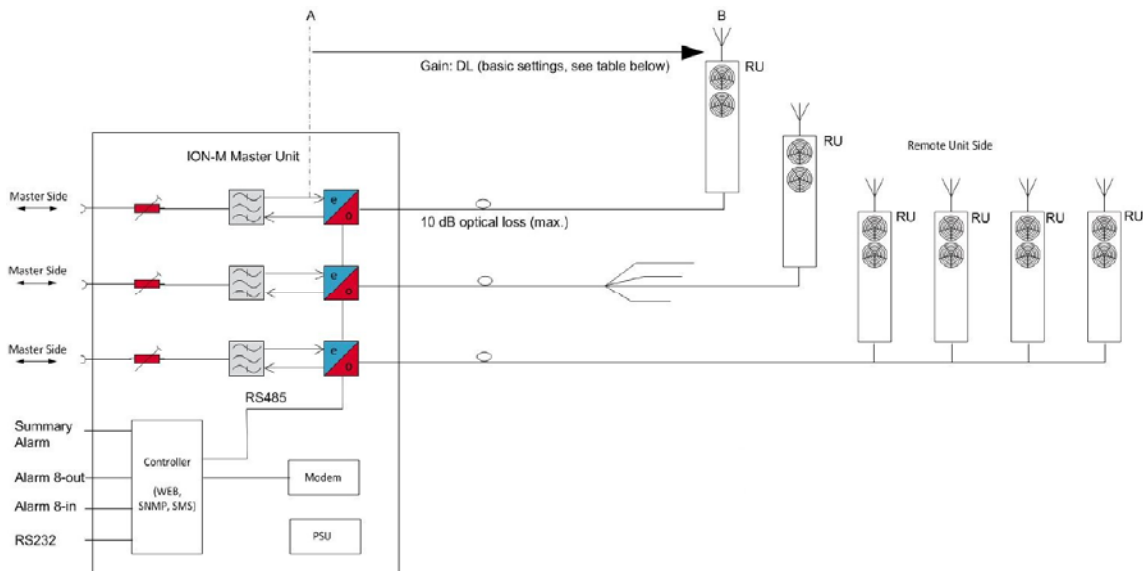 A
B
Gain: DL (basic settings, see table below)
RU
RU
Remote Unit Side
ION-M Master Unit
Master Side
e
o
10 dB optical loss (max.)
RU
RU
RU
RU
Master Side
e
o
Master Side
e
o
RS485
Summary
Alarm
Controller
Alarm 8-out
(WEB,
SNMP, SMS)
Modem
Alarm 8-in
RS232
PSU